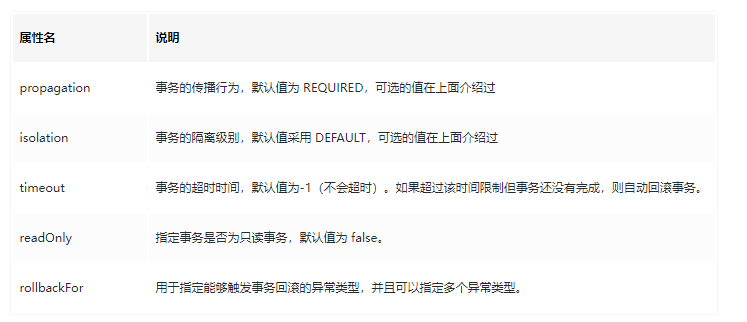 属性名 说明
propagation 事务的传播行为，默认值为 REQUIRED，可选的值在上面介绍过
isolation 事务的隔离级别，默认值采用 DEFAULT，可选的值在上面介绍过
timeout 事务的超时时间，默认值为-1（不会超时）。如果超过该时间限制但事务还没有完成，则自动回滚事务。
readOnly 指定事务是否为只读事务，默认值为 false。
rollbackFor 用于指定能够触发事务回滚的异常类型，并且可以指定多个异常类型。